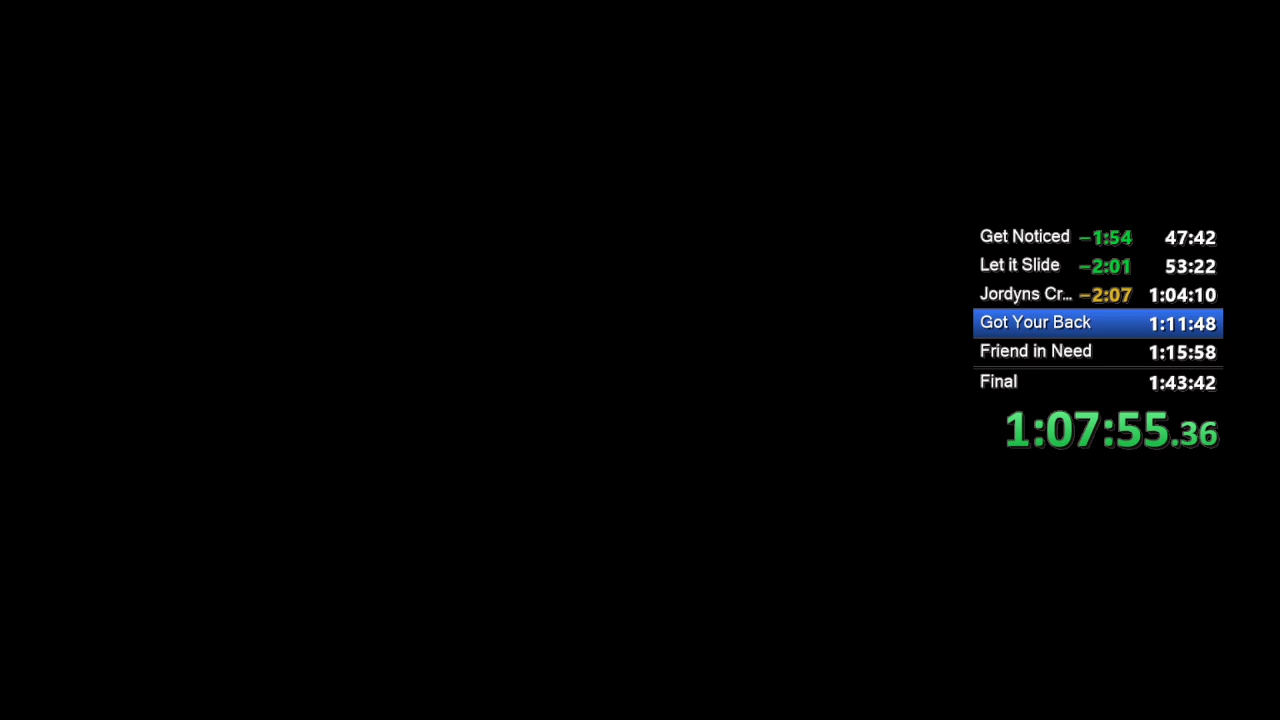 Get Noticed −1:54 47:42
Let it Slide −2:01 53:22
Jordyns Cr... −2:07 1:04:10
Got Your Back 1:11:48
Friend in Need 1:15:58
Final 1:43:42
1:07:55.36